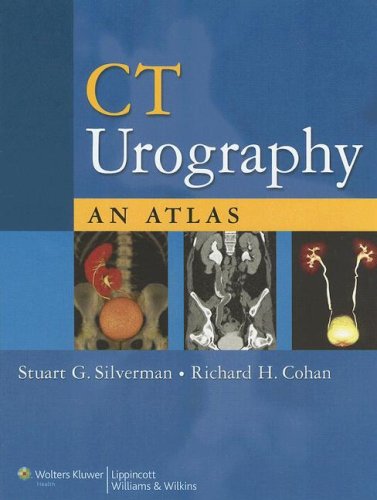 CT
Urography
AN ATLAS
Stuart G. Silverman • Richard H. Cohan
Wolters Kluwer
Health
Lippincott
Williams & Wilkins